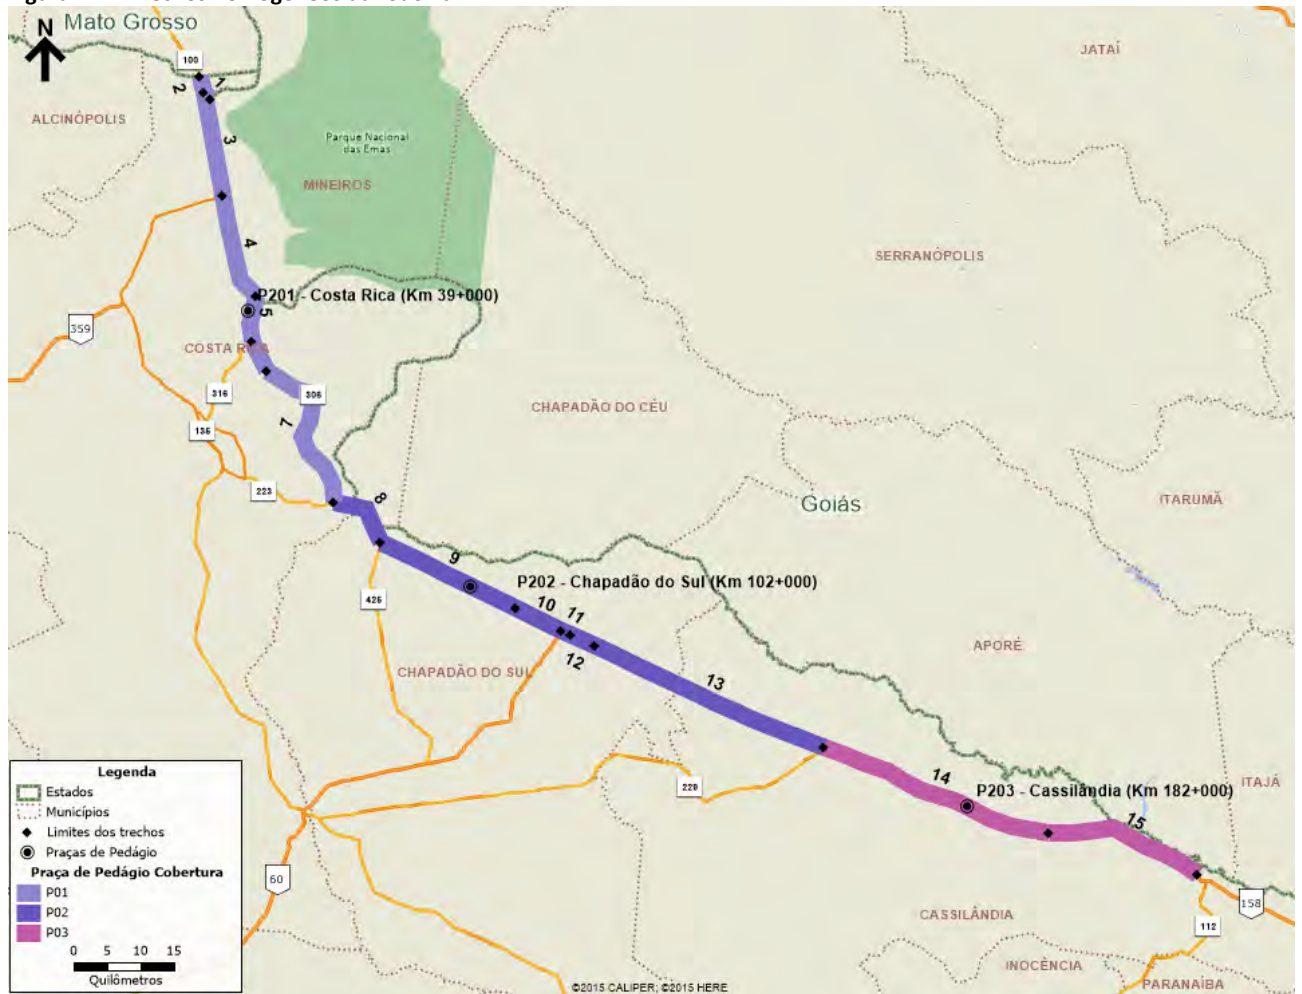 Mato Grosso
N
100
1
2
JATAÍ
ALCINÓPOLIS
3
Parque Nacional
das Emas
MINEIROS
4
SERRANÓPOLIS
P201 - Costa Rica (Km 39+000)
5
359
COSTA RICA
316
306
CHAPADÃO DO CÉU
7
135
223
8
Goiás
ITARUMÃ
9
P202 - Chapadão do Sul (Km 102+000)
425
10
11
12
APORÉ
CHAPADÃO DO SUL
13
14
P203 - Cassilândia (Km 182+000)
229
ITAJÁ
15
60
158
CASSILÂNDIA
112
INOCÊNCIA
PARANAÍBA
Legenda
Estados
Municípios
Limites dos trechos
Praças de Pedágio
Praça de Pedágio Cobertura
P01
P02
P03
0 5 10 15
Quilômetros
©2015 CALIPER; ©2015 HERE